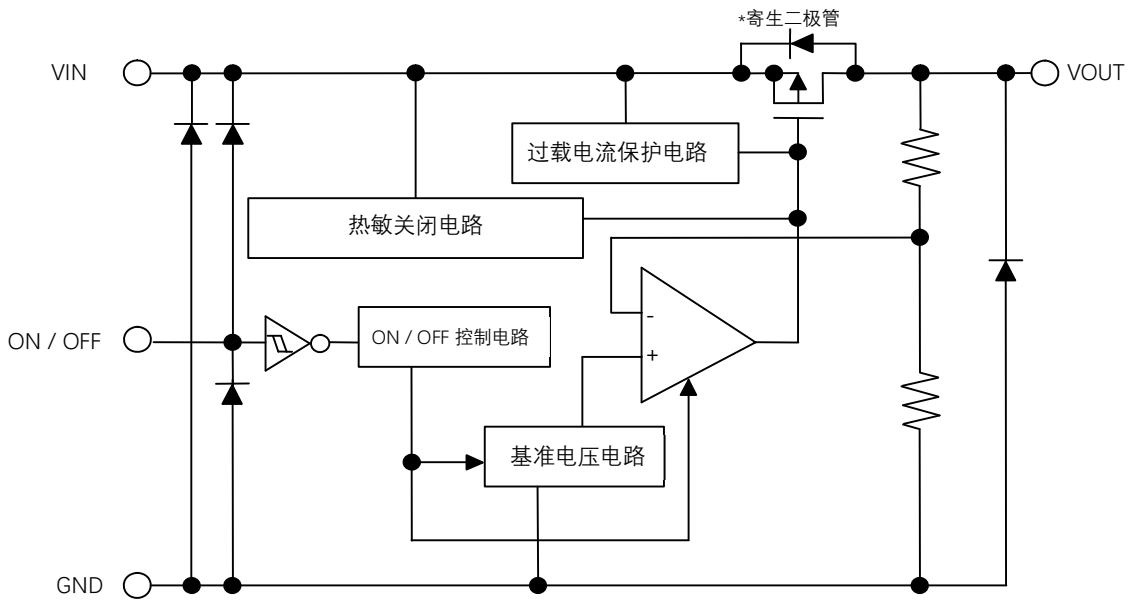 *寄生二极管
VIN
VOUT
过载电流保护电路
热敏关闭电路
ON / OFF
ON / OFF 控制电路
-
+
基准电压电路
GND